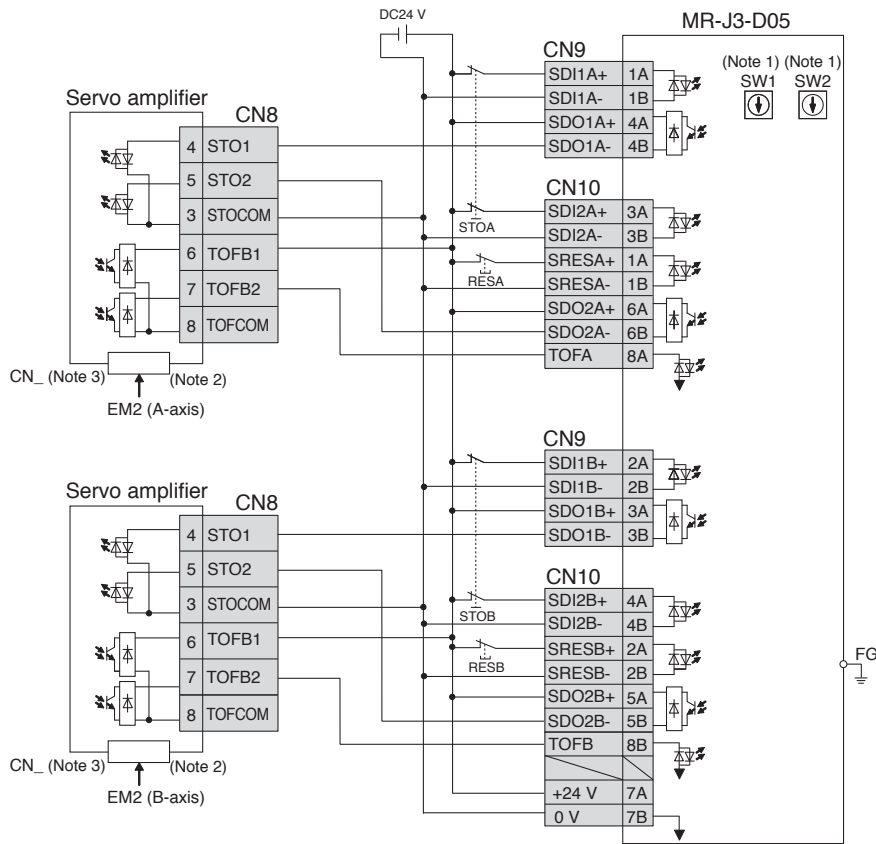 DC24 V
MR-J3-D05
(Note 1) (Note 1)
SW1 SW2
CN9
SDI1A+ 1A
SDI1A- 1B
SDO1A+ 4A
SDO1A- 4B
Servo amplifier
CN8
4 STO1
5 STO2
3 STOCOM
6 TOFB1
7 TOFB2
8 TOFCOM
CN_ (Note 3) (Note 2)
EM2 (A-axis)
STOA
RESA
CN10
SDI2A+ 3A
SDI2A- 3B
SRESA+ 1A
SRESA- 1B
SDO2A+ 6A
SDO2A- 6B
TOFA 8A
CN9
SDI1B+ 2A
SDI1B- 2B
SDO1B+ 3A
SDO1B- 3B
Servo amplifier
CN8
4 STO1
5 STO2
3 STOCOM
6 TOFB1
7 TOFB2
8 TOFCOM
CN_ (Note 3) (Note 2)
EM2 (B-axis)
STOB
RESB
CN10
SDI2B+ 4A
SDI2B- 4B
SRESB+ 2A
SRESB- 2B
SDO2B+ 5A
SDO2B- 5B
TOFB 8B
+24 V 7A
0 V 7B
FG